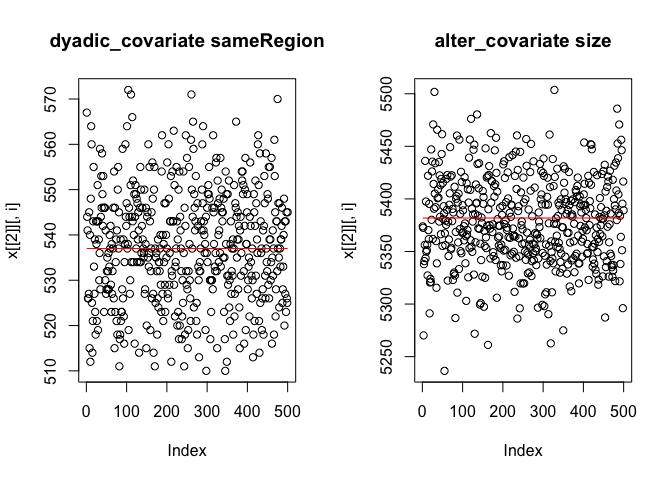 dyadic_covariate sameRegion
x[[2]][, i]
510
520
530
540
550
560
570
0 100 200 300 400 500
Index
alter_covariate size
x[[2]][, i]
5250
5300
5350
5400
5450
5500
0 100 200 300 400 500
Index